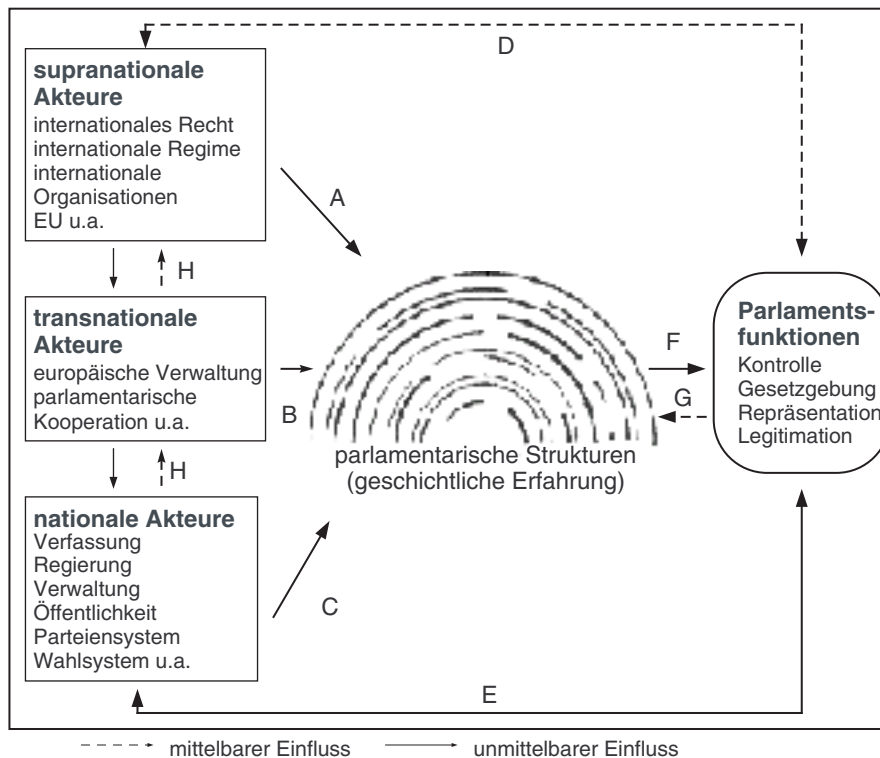 D
supranationale
Akteure
internationales Recht
internationale Regime
internationale
Organisationen
EU u.a.
A
H
transnationale
Akteure
europäische Verwaltung
parlamentarische
Kooperation u.a.
B
parlamentarische Strukturen
(geschichtliche Erfahrung)
F
G
Parlaments-
funktionen
Kontrolle
Gesetzgebung
Repräsentation
Legitimation
H
nationale Akteure
Verfassung
Regierung
Verwaltung
Öffentlichkeit
Parteiensystem
Wahlsystem u.a.
C
E
mittelbarer Einfluss
unmittelbarer Einfluss